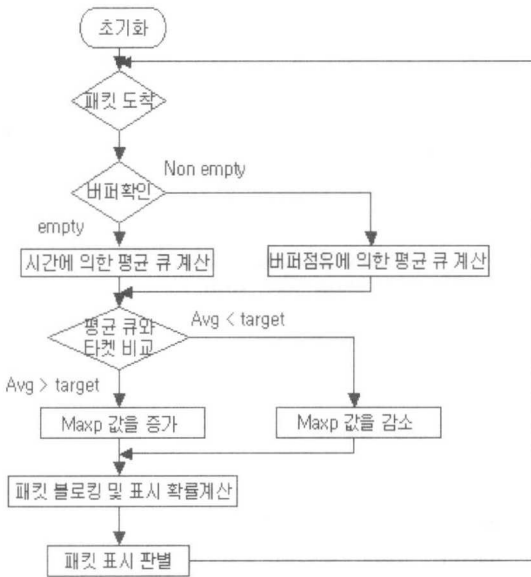 초기화
패킷 도착
버퍼확인
Non empty
empty
시간에 의한 평균 큐 계산
버퍼점유에 의한 평균 큐 계산
평균 큐와
타켓 비교
Avg < target
Avg > target
Maxp 값을 증가
Maxp 값을 감소
패킷 블로킹 및 표시 확률계산
패킷 표시 판별